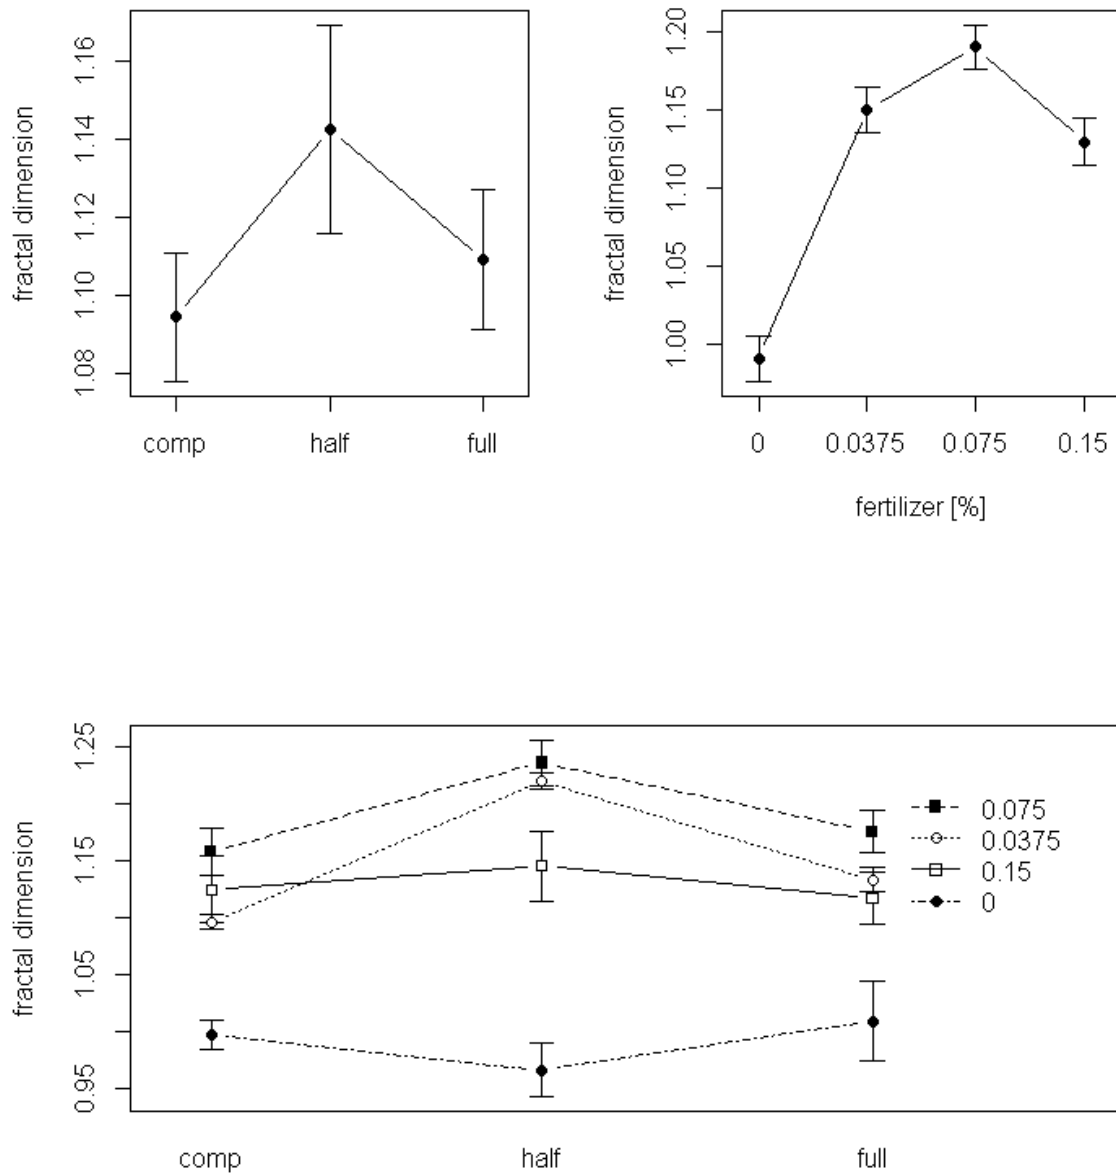 fractal dimension
1.08 1.10 1.12 1.14 1.16
comp half full
fractal dimension
1.00 1.05 1.10 1.15 1.20
0 0.0375 0.075 0.15
fertilizer [%]
fractal dimension
0.95 1.05 1.15 1.25
0.075
0.0375
0.15
0
comp half full